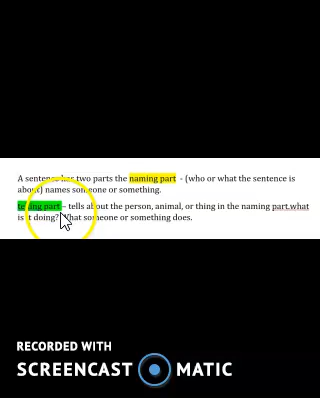 A sentence has two parts the naming part - (who or what the sentence is
about) names someone or something.
telling part – tells about the person, animal, or thing in the naming part.what
is it doing? What someone or something does.
RECORDED WITH
SCREENCAST MATIC